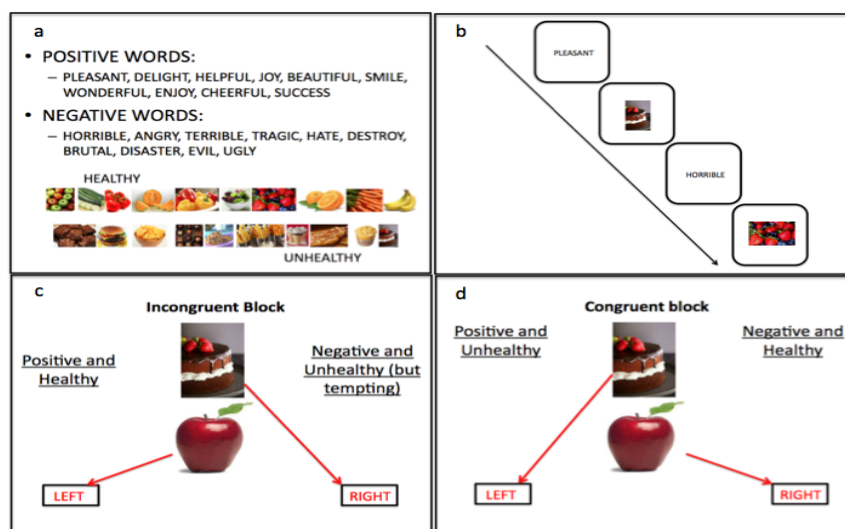 a
• POSITIVE WORDS:
– PLEASANT, DELIGHT, HELPFUL, JOY, BEAUTIFUL, SMILE,
WONDERFUL, ENJOY, CHEERFUL, SUCCESS
• NEGATIVE WORDS:
– HORRIBLE, ANGRY, TERRIBLE, TRAGIC, HATE, DESTROY,
BRUTAL, DISASTER, EVIL, UGLY
HEALTHY
UNHEALTHY
b
PLEASANT
HORRIBLE
c
Incongruent Block
Positive and
Healthy
Negative and
Unhealthy (but
tempting)
LEFT
RIGHT
d
Congruent block
Positive and
Unhealthy
Negative and
Healthy
LEFT
RIGHT